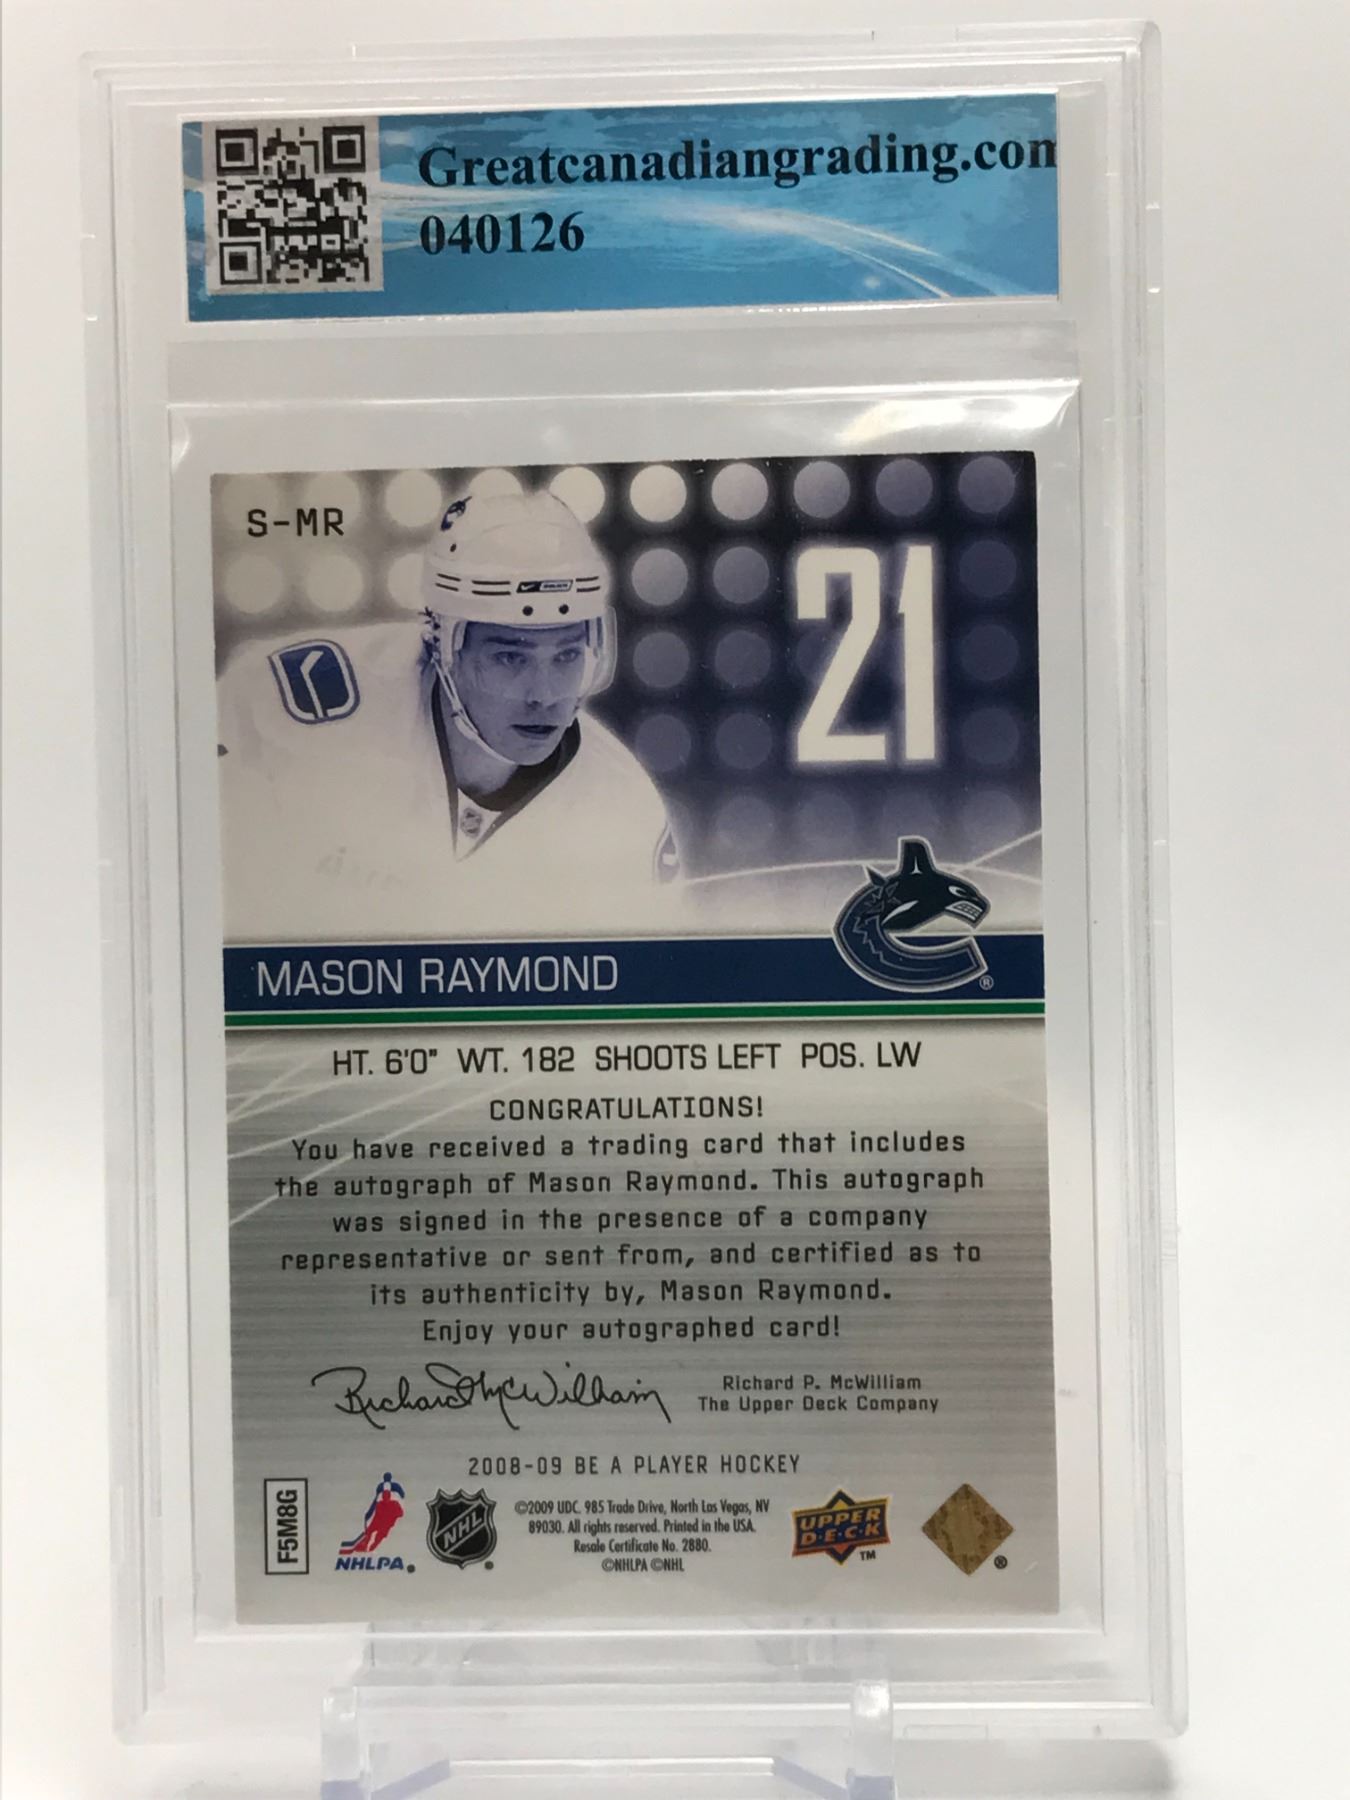 Greatcanadiangrading.com
040126
S-MR
21
MASON RAYMOND
®
HT. 6'0" WT. 182 SHOOTS LEFT POS. LW
CONGRATULATIONS!
You have received a trading card that includes
the autograph of Mason Raymond. This autograph
was signed in the presence of a company
representative or sent from, and certified as to
its authenticity by, Mason Raymond.
Enjoy your autographed card!
Richard McWilliam
Richard P. McWilliam
The Upper Deck Company
2008-09 BE A PLAYER HOCKEY
F5M8G
NHLPA
NHL
©2009 UDC. 985 Trade Drive, North Las Vegas, NV
89030. All rights reserved. Printed in the USA.
Resale Certificate No. 2880.
©NHLPA ©NHL
UPPER
D·E·C·K
TM
®